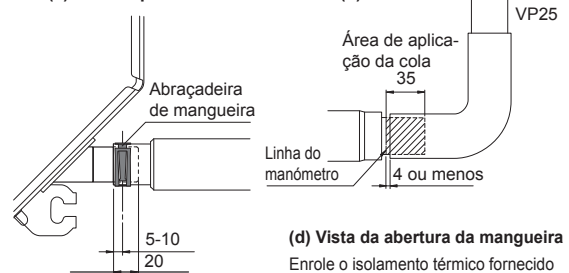 VP25
Área de aplica-
ção da cola
35
Abraçadeira
de mangueira
Linha do
manómetro
4 ou menos
5-10
20
(d) Vista da abertura da mangueira
Enrole o isolamento térmico fornecido